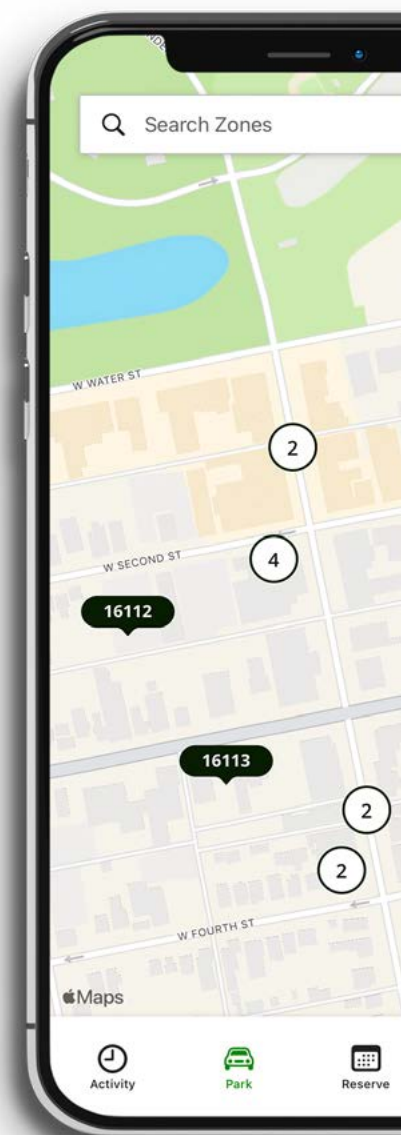 Search Zones
W WATER ST
2
4
W SECOND ST
16112
16113
2
2
W FOURTH ST
Maps
Activity
Park
Reserve